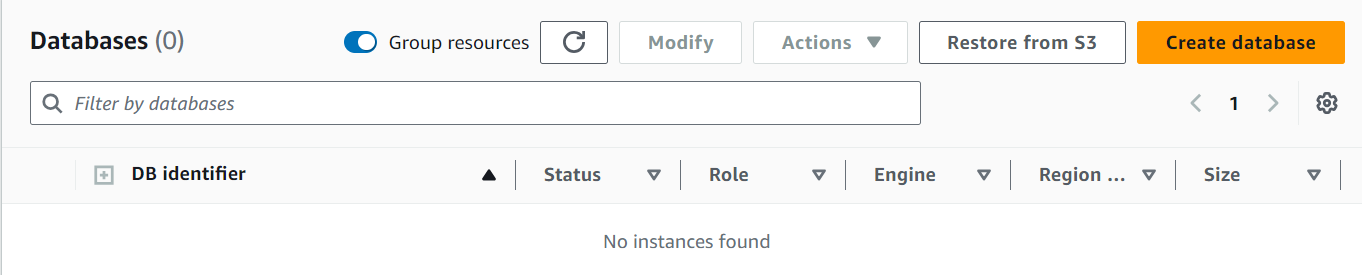 Databases (0)
Group resources
Modify
Actions
Restore from S3
Create database
Filter by databases
1
DB identifier
Status
Role
Engine
Region ...
Size
No instances found